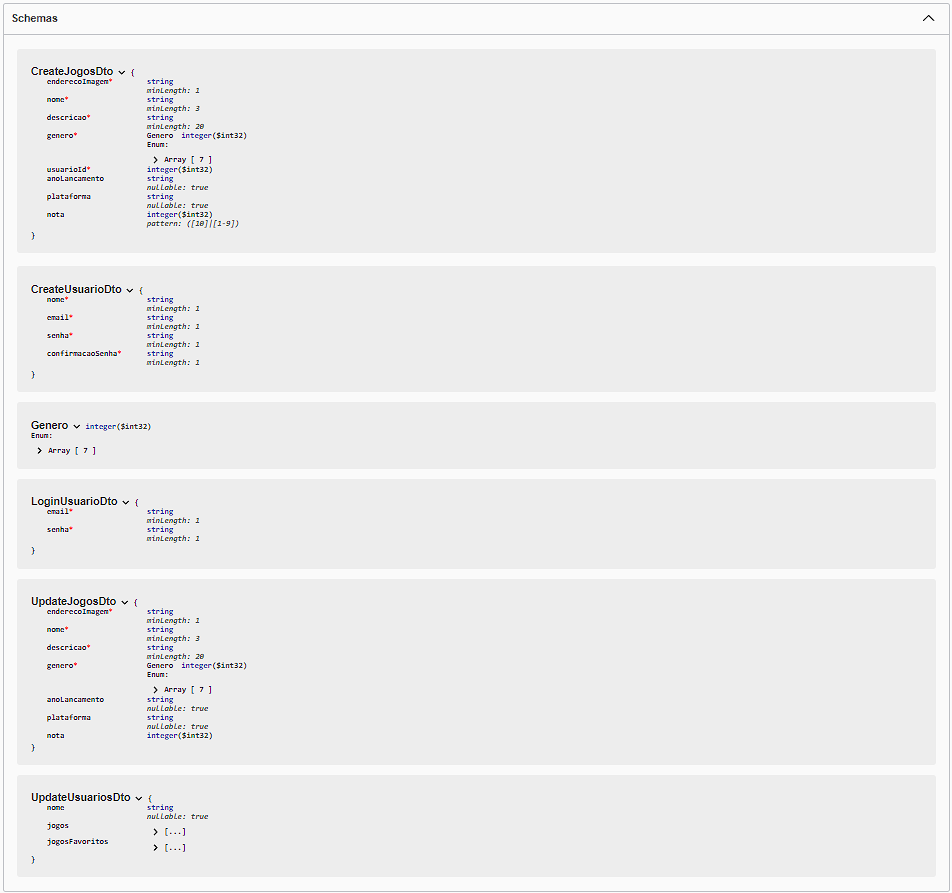 Schemas
CreateJogosDto {
enderecoImagem* string
minLength: 1
nome* string
minLength: 3
descricao* string
minLength: 20
genero* Genero integer($int32)
Enum:
Array [ 7 ]
usuarioId* integer($int32)
anoLancamento string
nullable: true
plataforma string
nullable: true
nota integer($int32)
pattern: ([10]|[1-9])
}
CreateUsuarioDto {
nome* string
minLength: 1
email* string
minLength: 1
senha* string
minLength: 1
confirmacaoSenha* string
minLength: 1
}
Genero integer($int32)
Enum:
Array [ 7 ]
LoginUsuarioDto {
email* string
minLength: 1
senha* string
minLength: 1
}
UpdateJogosDto {
enderecoImagem* string
minLength: 1
nome* string
minLength: 3
descricao* string
minLength: 20
genero* Genero integer($int32)
Enum:
Array [ 7 ]
anoLancamento string
nullable: true
plataforma string
nullable: true
nota integer($int32)
}
UpdateUsuariosDto {
nome string
nullable: true
jogos [...]
jogosFavoritos [...]
}